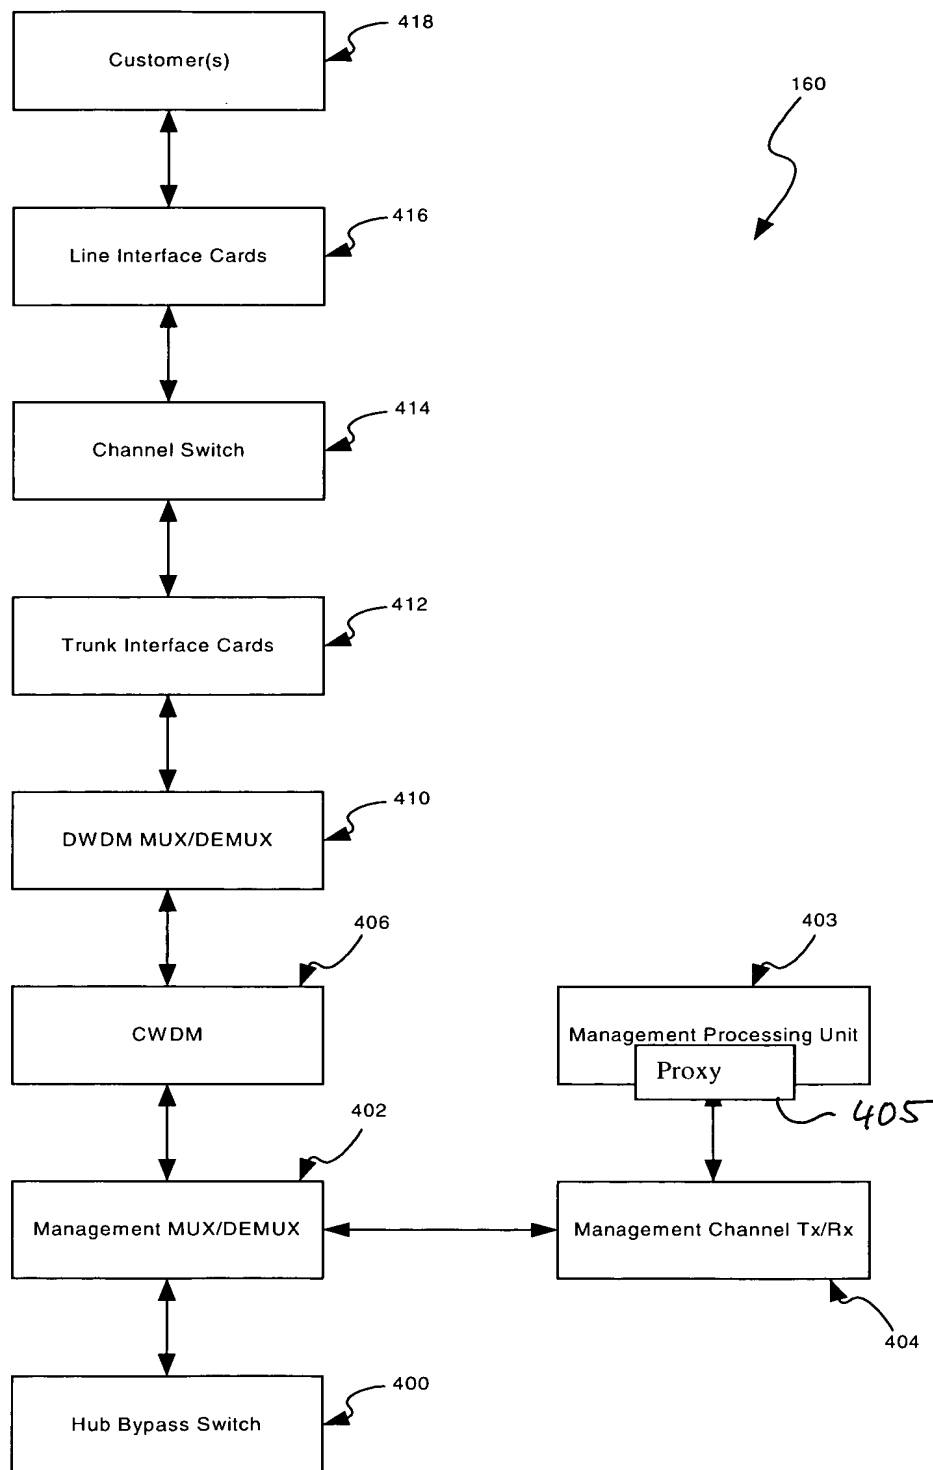 418
Customer(s)
160
416
Line Interface Cards
414
Channel Switch
412
Trunk Interface Cards
410
DWDM MUX/DEMUX
406
403
CWDM
Management Processing Unit
Proxy
405
402
Management MUX/DEMUX
Management Channel Tx/Rx
404
400
Hub Bypass Switch